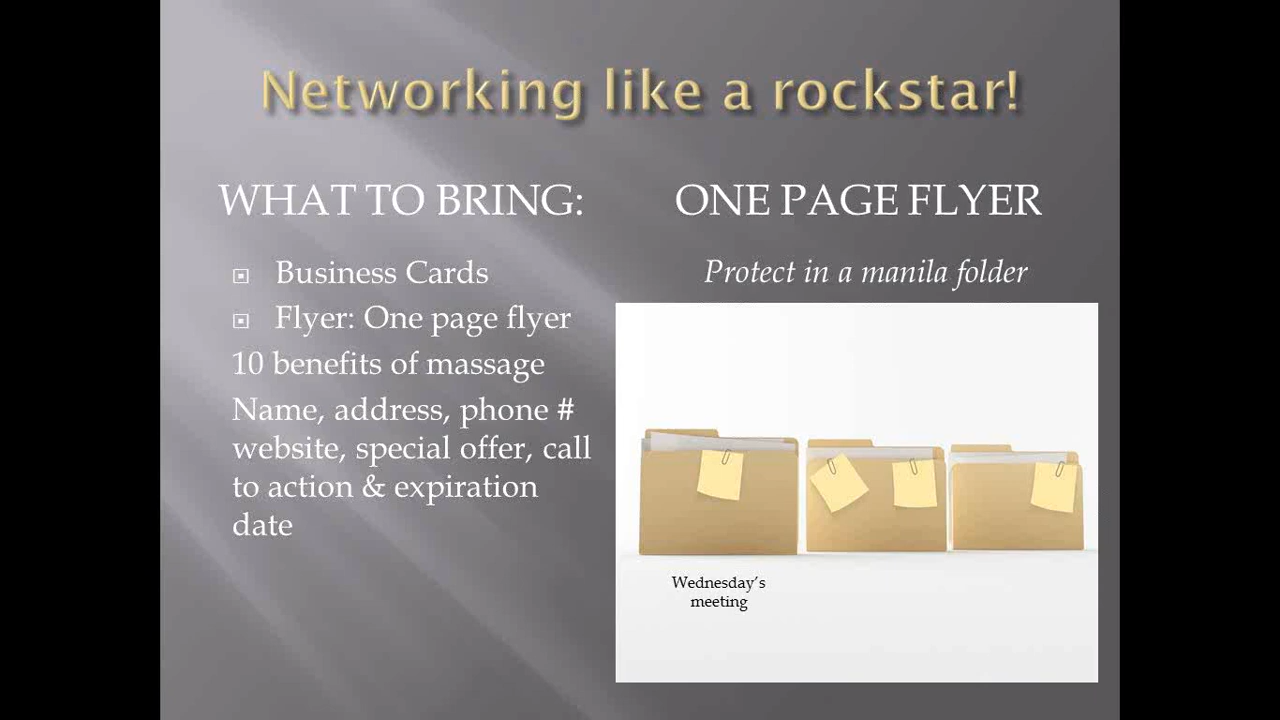 Networking like a rockstar!
WHAT TO BRING:
Business Cards
Flyer: One page flyer
10 benefits of massage
Name, address, phone #
website, special offer, call
to action & expiration
date
ONE PAGE FLYER
Protect in a manila folder
Wednesday’s
meeting